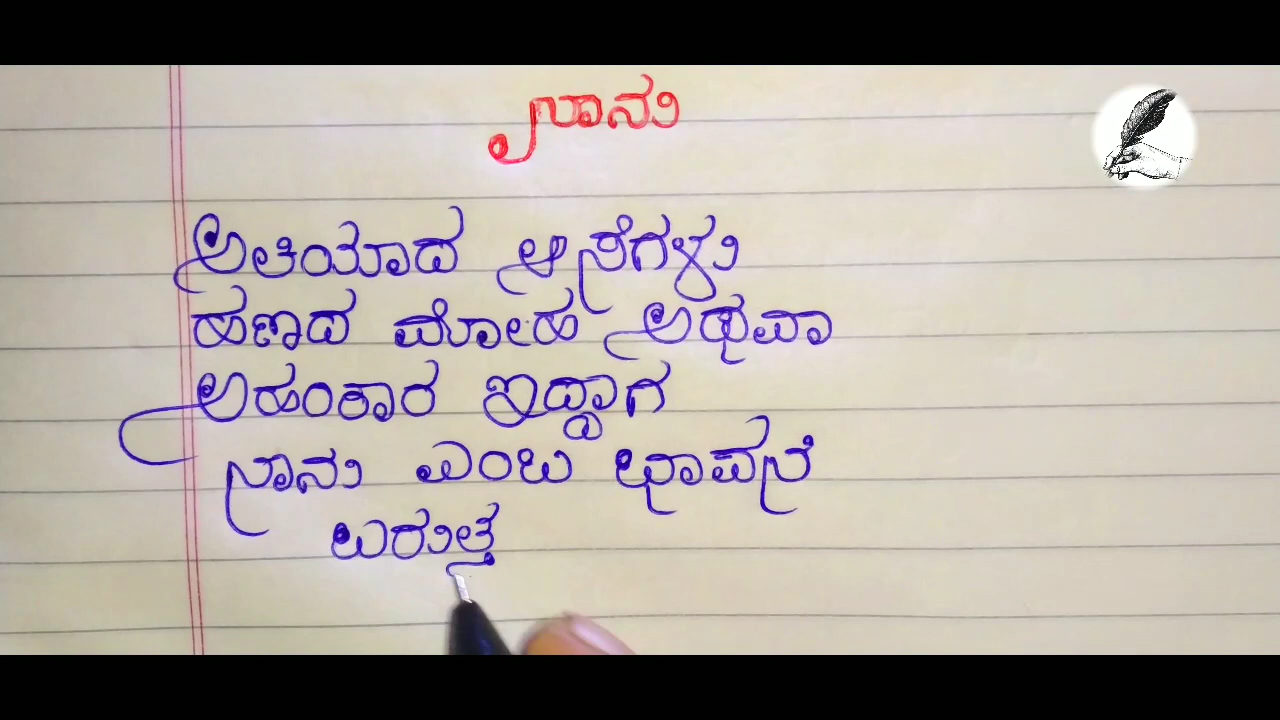 ನಾನು
ಅತಿಯಾದ ಆಸೆಗಳು
ಹಣದ ಮೋಹ ಅಥವಾ
ಅಹಂಕಾರ ಇದ್ದಾಗ
ನಾನು ಎಂಬ ಭಾವನೆ
ಬರುತ್ತ